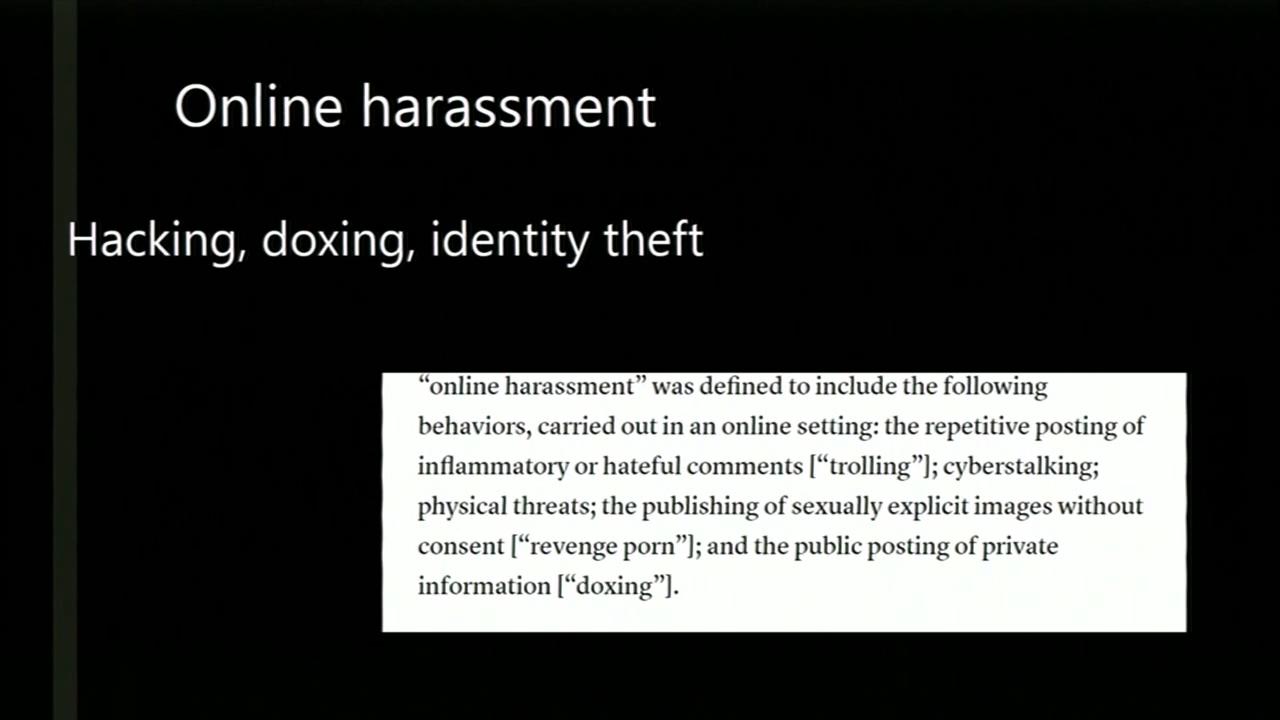 Online harassment
Hacking, doxing, identity theft
“online harassment” was defined to include the following
behaviors, carried out in an online setting: the repetitive posting of
inflammatory or hateful comments [“trolling”]; cyberstalking;
physical threats; the publishing of sexually explicit images without
consent [“revenge porn”]; and the public posting of private
information [“doxing”].